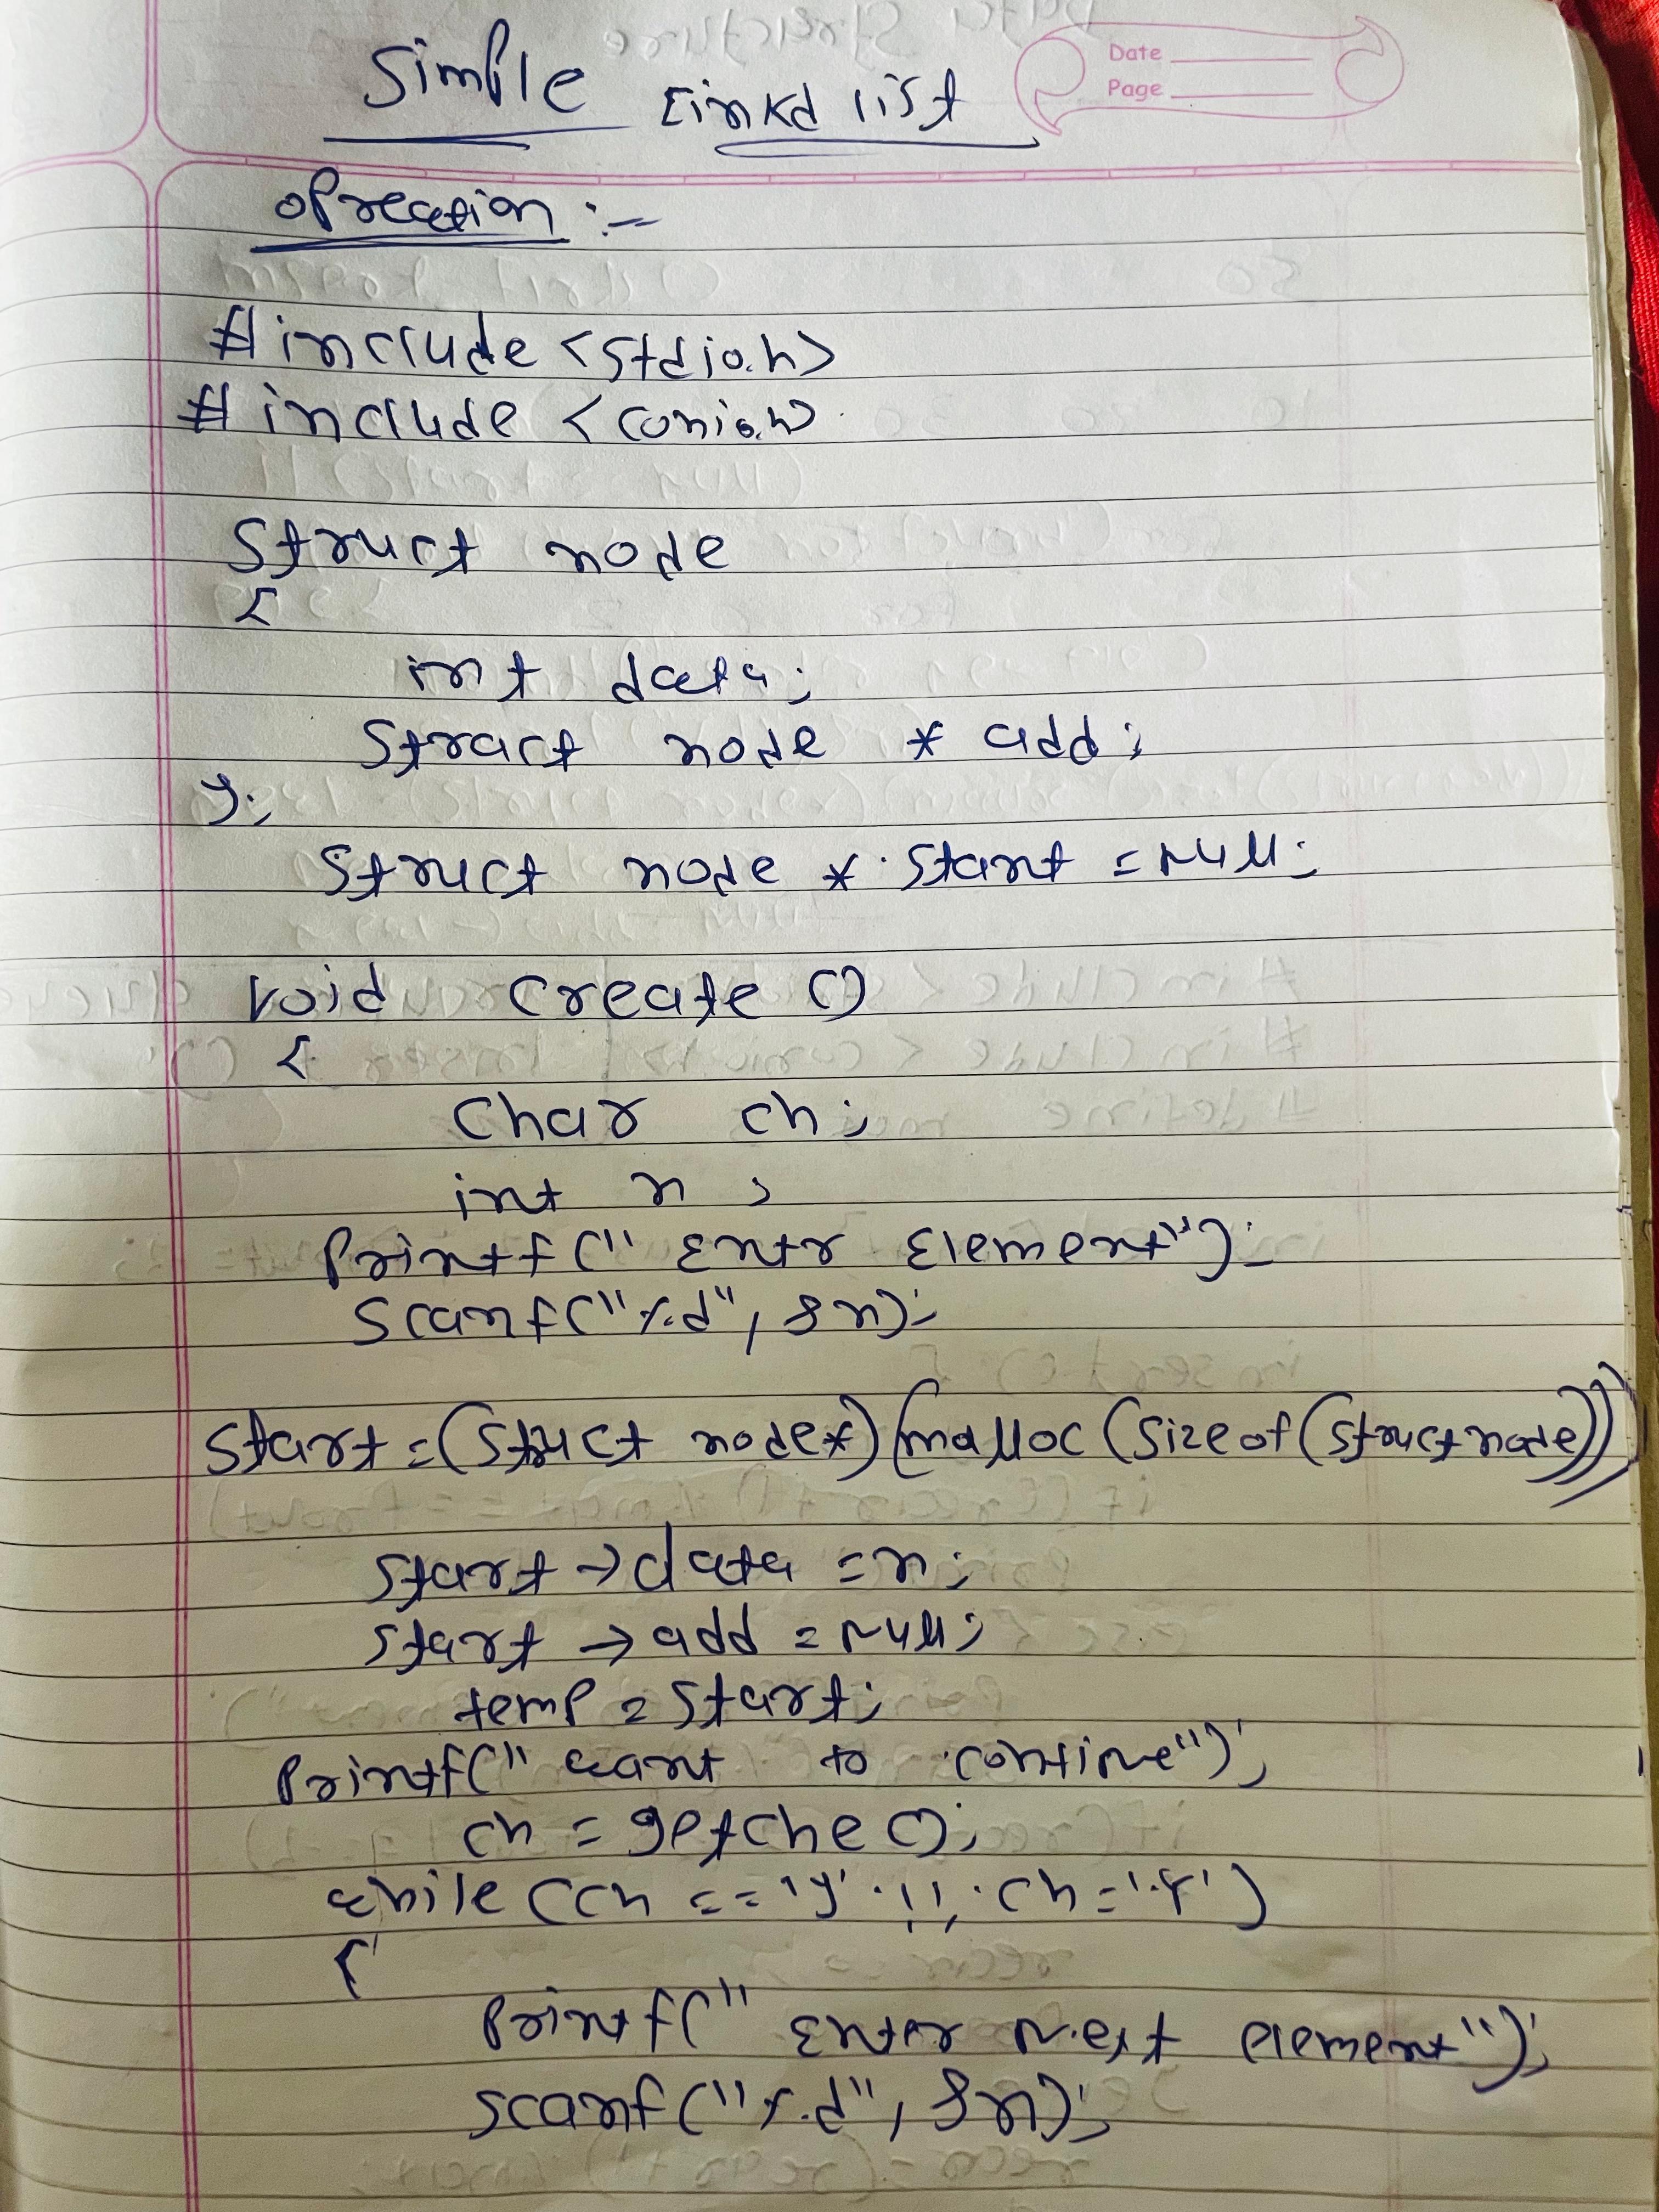 Simple Linkd list
Date
Page
opreation :-
#include <stdio.h>
#include <conio.h>
struct node
{
int data;
struct node * add;
};
struct node * start = NULL;
void create ()
{
char ch;
int n;
printf (" Entr Element");
scanf ("%d", &n);
start = (struct node*) (malloc (sizeof (struct node)))
start → data = n;
start → add = NULL;
temp = start;
printf(" want to contine");
ch = getche ();
while (ch == 'y' || ch = 'Y')
{
printf(" Enter Next element");
scanf ("%d", &n);